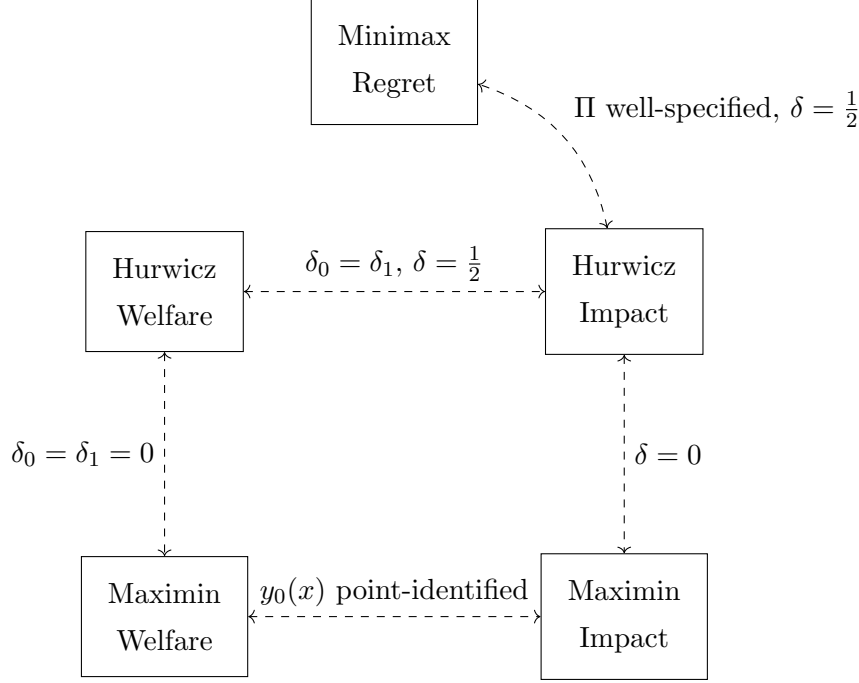 Minimax
Regret
Π well-specified, δ = 1/2
Hurwicz
Welfare
δ₀ = δ₁, δ = 1/2
Hurwicz
Impact
δ₀ = δ₁ = 0
δ = 0
Maximin
Welfare
y₀(x) point-identified
Maximin
Impact